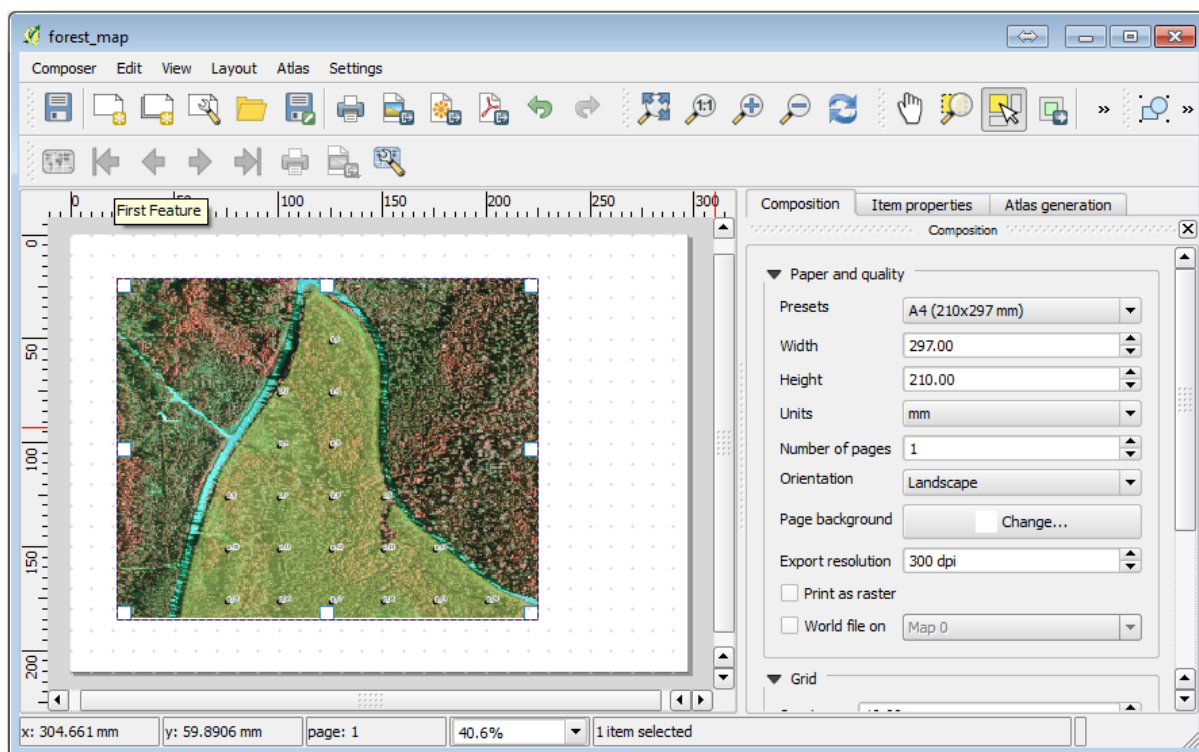 forest_map
Composer Edit View Layout Atlas Settings
1:1
» »
0 50 100 150 200 250 300
First Feature
0
50
100
150
200
Composition Item properties Atlas generation
Composition
Paper and quality
Presets A4 (210x297 mm)
Width 297.00
Height 210.00
Units mm
Number of pages 1
Orientation Landscape
Page background Change...
Export resolution 300 dpi
Print as raster
World file on Map 0
Grid
x: 304.661 mm y: 59.8906 mm page: 1 40.6% 1 item selected